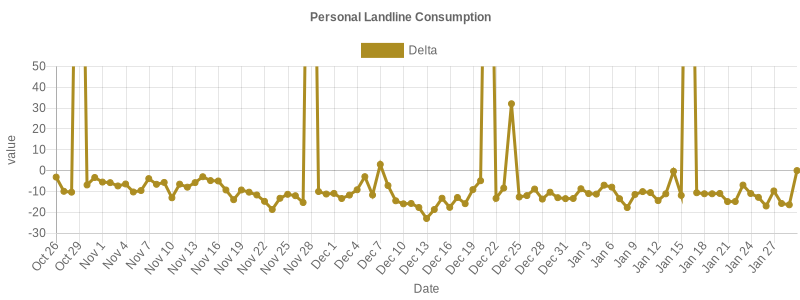 Personal Landline Consumption
Delta
value
50
40
30
20
10
0
-10
-20
-30
Oct 26
Oct 29
Nov 1
Nov 4
Nov 7
Nov 10
Nov 13
Nov 16
Nov 19
Nov 22
Nov 25
Nov 28
Dec 1
Dec 4
Dec 7
Dec 10
Dec 13
Dec 16
Dec 19
Dec 22
Dec 25
Dec 28
Dec 31
Jan 3
Jan 6
Jan 9
Jan 12
Jan 15
Jan 18
Jan 21
Jan 24
Jan 27
Date